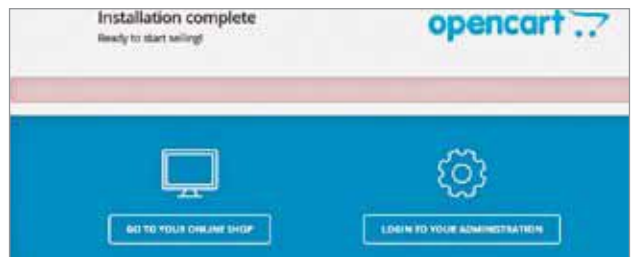 Installation complete
opencart
Ready to start selling!
GO TO YOUR ONLINE SHOP
LOGIN TO YOUR ADMINISTRATION